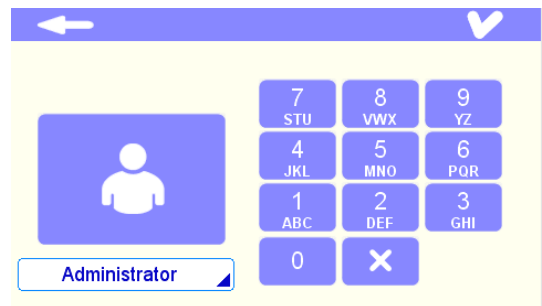 7 8 9
STU VWX YZ
4 5 6
JKL MNO PQR
1 2 3
ABC DEF GHI
0
Administrator